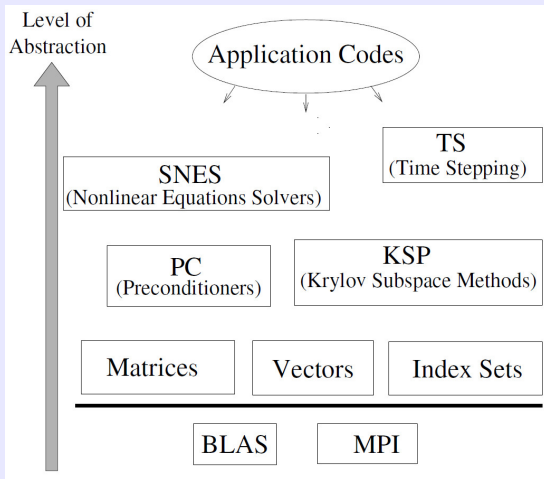 Level of
Abstraction
Application Codes
TS
(Time Stepping)
SNES
(Nonlinear Equations Solvers)
PC
(Preconditioners)
KSP
(Krylov Subspace Methods)
Matrices
Vectors
Index Sets
BLAS
MPI